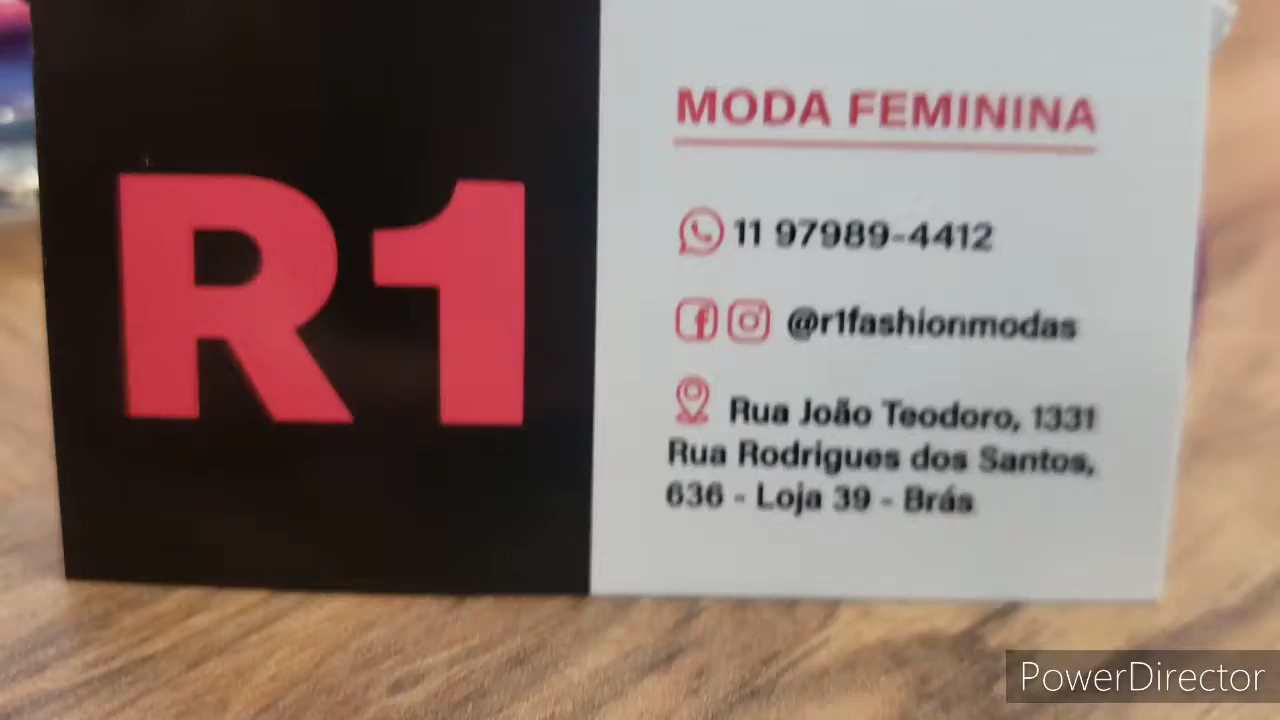 R1
MODA FEMININA
11 97989-4412
@r1fashionmodas
Rua João Teodoro, 1331
Rua Rodrigues dos Santos,
636 - Loja 39 - Brás
PowerDirector